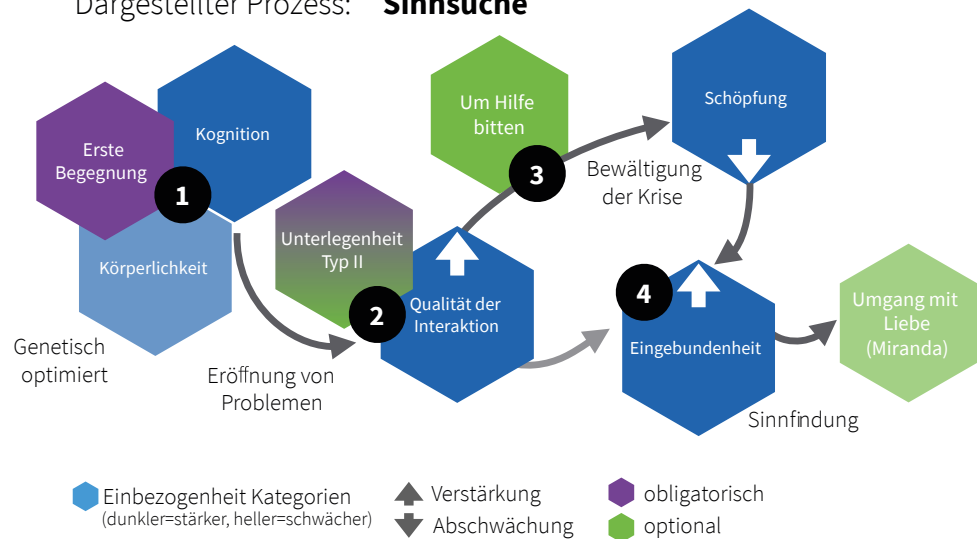 Dargestellter Prozess: Sinnsuche
Erste
Begegnung
Kognition
1
Körperlichkeit
Genetisch
optimiert
Eröffnung von
Problemen
Unterlegenheit
Typ II
2
Qualität der
Interaktion
Um Hilfe
bitten
3
Bewältigung
der Krise
Schöpfung
4
Eingebundenheit
Sinnfindung
Umgang mit
Liebe
(Miranda)
Einbezogenheit Kategorien
(dunkler=stärker, heller=schwächer)
Verstärkung
Abschwächung
obligatorisch
optional